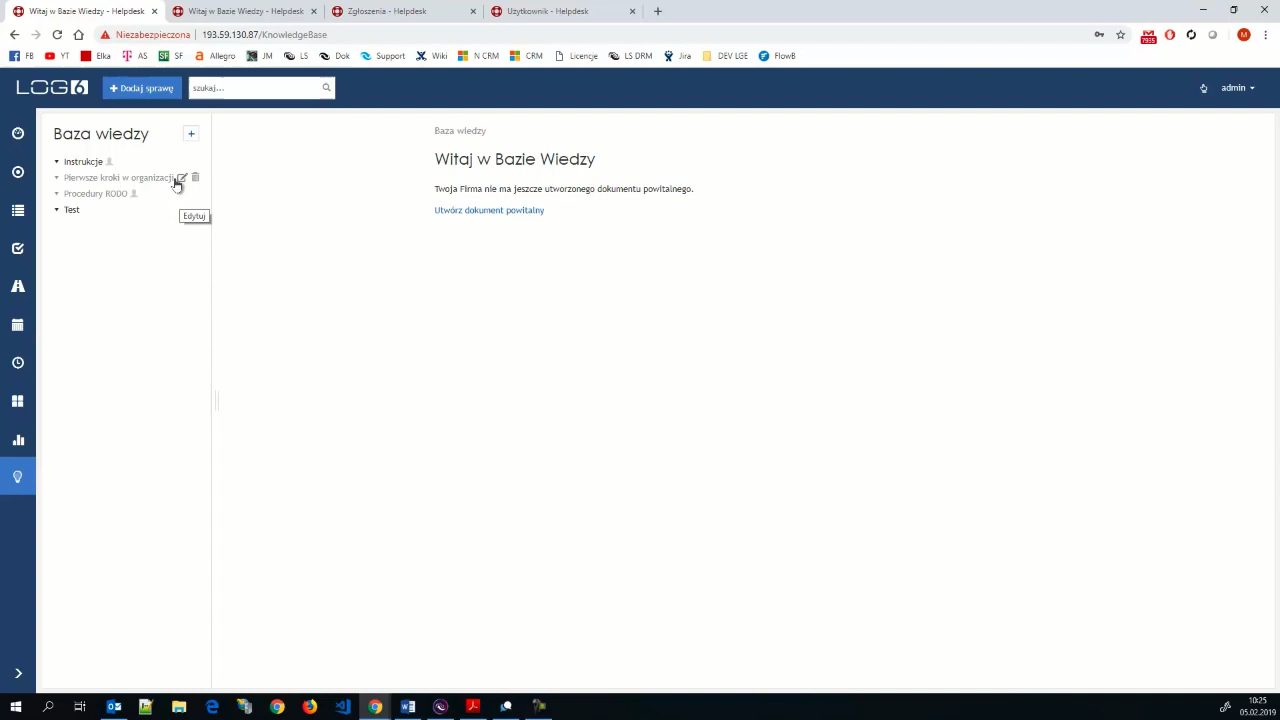 Witaj w Bazie Wiedzy - Helpdesk
Witaj w Bazie Wiedzy - Helpdesk
Zgłoszenia - Helpdesk
Użytkownik - Helpdesk
Niezabezpieczona 193.59.130.87/KnowledgeBase
7935
M
FB YT Elka AS SF Allegro JM LS Dok Support Wiki N CRM CRM Licencje LS DRM Jira DEV LGE FlowB
LOG6
Dodaj sprawę
szukaj...
admin
Baza wiedzy
Instrukcje
Pierwsze kroki w organizacji
Procedury RODO
Test
Edytuj
Baza wiedzy
Witaj w Bazie Wiedzy
Twoja Firma nie ma jeszcze utworzonego dokumentu powitalnego.
Utwórz dokument powitalny
10:25
05.02.2019